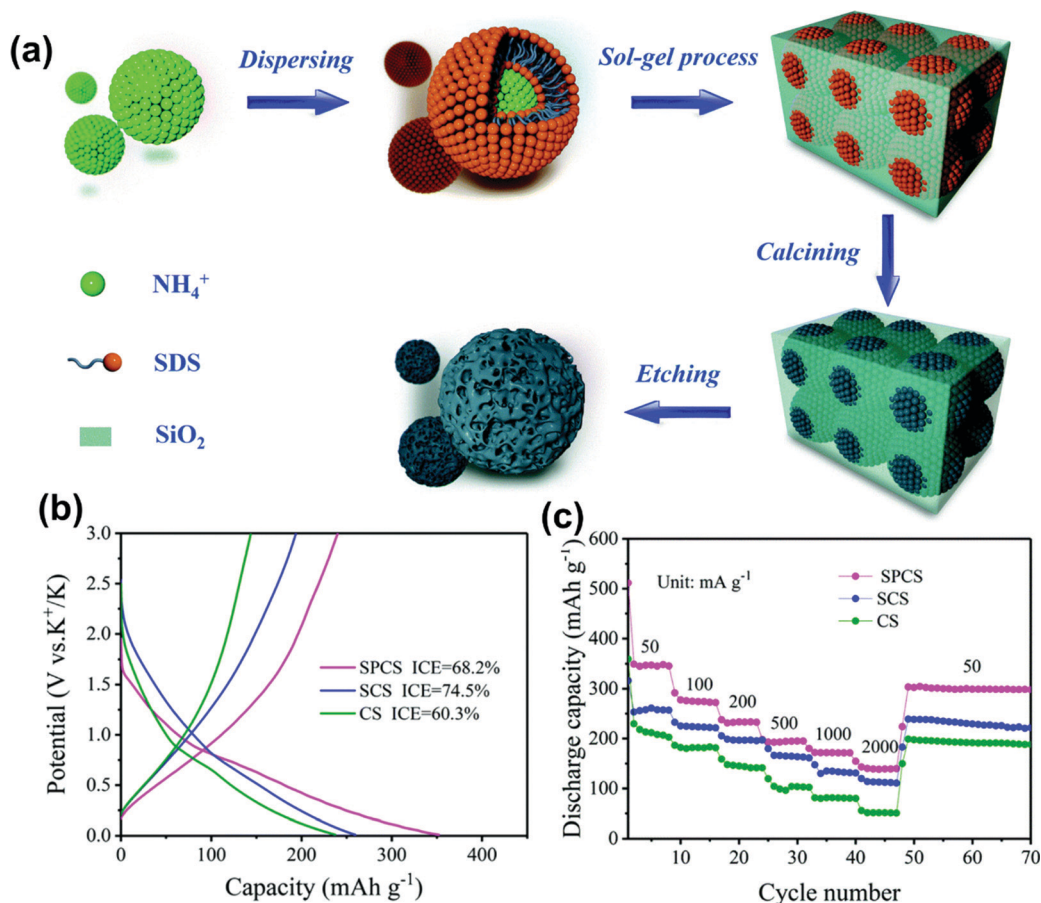 (a)
Dispersing
Sol-gel process
Calcining
Etching
NH₄⁺
SDS
SiO₂
(b)
3.0
2.5
2.0
1.5
1.0
0.5
0.0
Potential (V vs.K⁺/K)
SPCS ICE=68.2%
SCS ICE=74.5%
CS ICE=60.3%
0 100 200 300 400
Capacity (mAh g⁻¹)
(c)
600
500
400
300
200
100
0
Discharge capacity (mAh g⁻¹)
Unit: mA g⁻¹
SPCS
SCS
CS
50
100
200
500
1000
2000
50
10 20 30 40 50 60 70
Cycle number